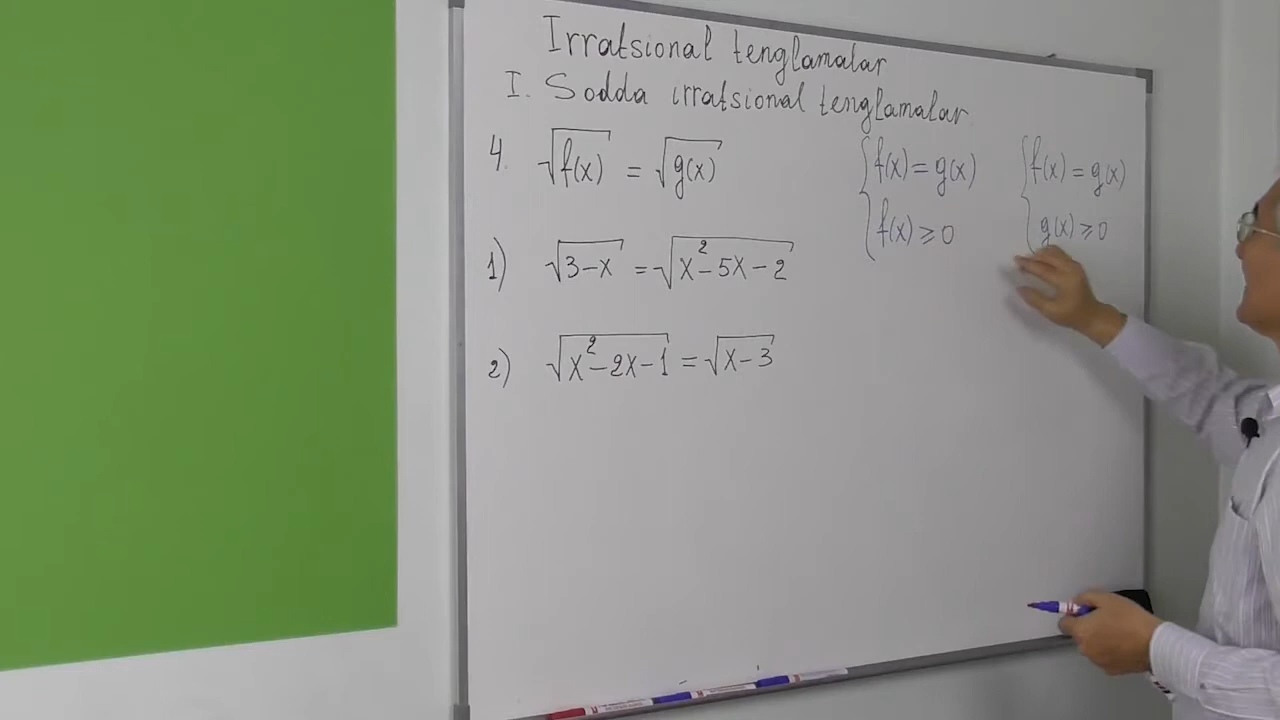 Irratsional tenglamalar
I. Sodda irratsional tenglamalar
4. √f(x) = √g(x)
{ f(x) = g(x)
f(x) ≥ 0
{ f(x) = g(x)
g(x) ≥ 0
1) √3-x = √x²-5x-2
2) √x²-2x-1 = √x-3